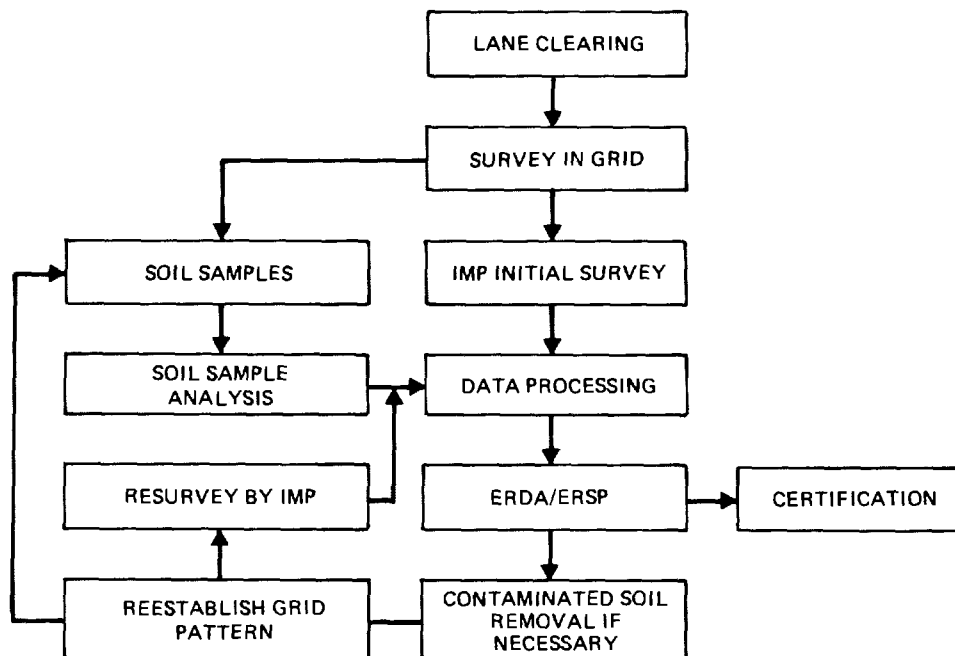 LANE CLEARING
SURVEY IN GRID
SOIL SAMPLES
IMP INITIAL SURVEY
SOIL SAMPLE
ANALYSIS
DATA PROCESSING
RESURVEY BY IMP
ERDA/ERSP
CERTIFICATION
REESTABLISH GRID
PATTERN
CONTAMINATED SOIL
REMOVAL IF
NECESSARY